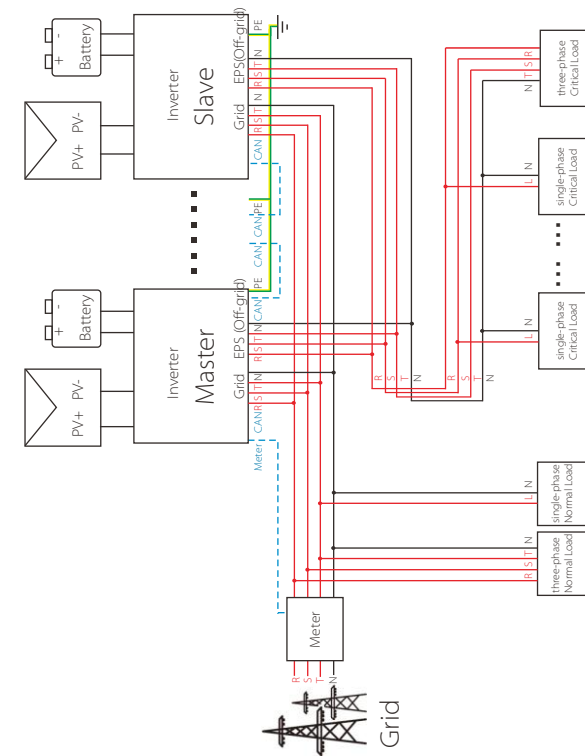 PV+ PV-
+ -
Battery
PV+ PV-
+ -
Battery
Inverter
Master
Inverter
Slave
Meter
CAN
Grid
R S T N
EPS (Off-grid)
R S T N
CAN
PE
CAN
CAN
PE
CAN
Grid
R S T N
EPS(Off-grid)
R S T N
PE
R
S
T
N
Meter
Grid
R
S
T
N
R
S
T
N
R S T N
three-phase
Normal Load
L N
single-phase
Normal Load
L N
single-phase
Critical Load
L N
single-phase
Critical Load
N T S R
three-phase
Critical Load